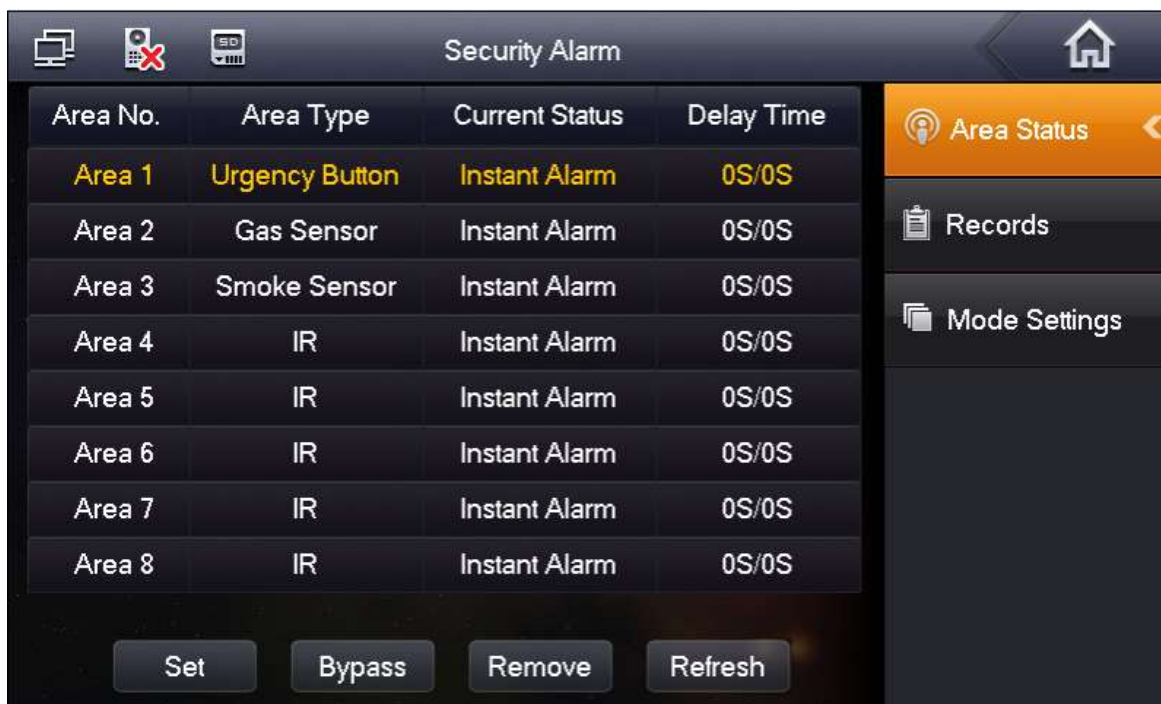 SD
Security Alarm
Area No. Area Type Current Status Delay Time
Area 1 Urgency Button Instant Alarm 0S/0S
Area 2 Gas Sensor Instant Alarm 0S/0S
Area 3 Smoke Sensor Instant Alarm 0S/0S
Area 4 IR Instant Alarm 0S/0S
Area 5 IR Instant Alarm 0S/0S
Area 6 IR Instant Alarm 0S/0S
Area 7 IR Instant Alarm 0S/0S
Area 8 IR Instant Alarm 0S/0S
Set Bypass Remove Refresh
Area Status
Records
Mode Settings